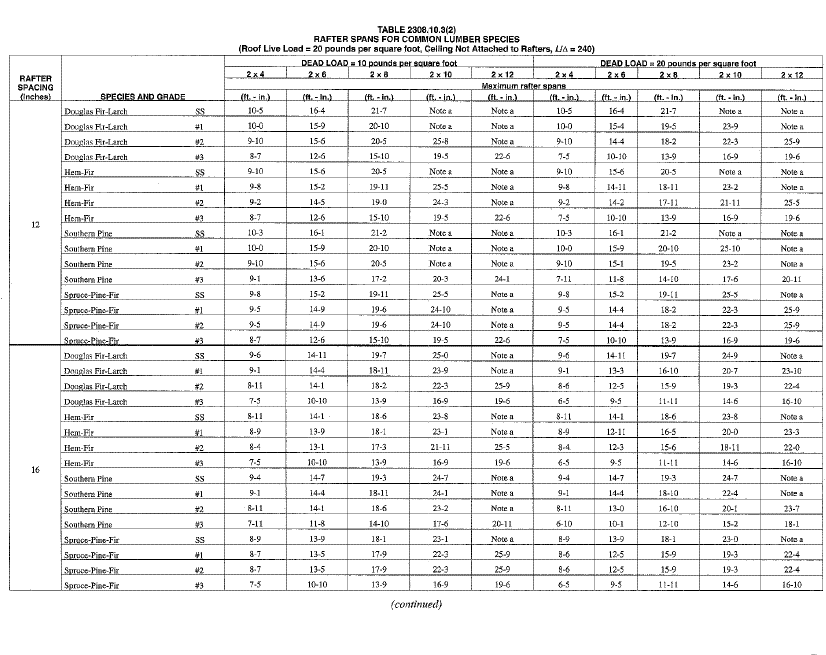 TABLE 2308.10.3(2)
RAFTER SPANS FOR COMMON LUMBER SPECIES
(Roof Live Load = 20 pounds per square foot, Ceiling Not Attached to Rafters, L/Δ = 240)
RAFTER SPACING (inches) SPECIES AND GRADE DEAD LOAD = 10 pounds per square foot DEAD LOAD = 20 pounds per square foot
2 x 4 2 x 6 2 x 8 2 x 10 2 x 12 2 x 4 2 x 6 2 x 8 2 x 10 2 x 12
Maximum rafter spans
(ft. - in.) (ft. - in.) (ft. - in.) (ft. - in.) (ft. - in.) (ft. - in.) (ft. - in.) (ft. - in.) (ft. - in.) (ft. - in.)
12
Douglas Fir-Larch SS 10-5 16-4 21-7 Note a Note a 10-5 16-4 21-7 Note a Note a
Douglas Fir-Larch #1 10-0 15-9 20-10 Note a Note a 10-0 15-4 19-5 23-9 Note a
Douglas Fir-Larch #2 9-10 15-6 20-5 25-8 Note a 9-10 14-4 18-2 22-3 25-9
Douglas Fir-Larch #3 8-7 12-6 15-10 19-5 22-6 7-5 10-10 13-9 16-9 19-6
Hem-Fir SS 9-10 15-6 20-5 Note a Note a 9-10 15-6 20-5 Note a Note a
Hem-Fir #1 9-8 15-2 19-11 25-5 Note a 9-8 14-11 18-11 23-2 Note a
Hem-Fir #2 9-2 14-5 19-0 24-3 Note a 9-2 14-2 17-11 21-11 25-5
Hem-Fir #3 8-7 12-6 15-10 19-5 22-6 7-5 10-10 13-9 16-9 19-6
Southern Pine SS 10-3 16-1 21-2 Note a Note a 10-3 16-1 21-2 Note a Note a
Southern Pine #1 10-0 15-9 20-10 Note a Note a 10-0 15-9 20-10 25-10 Note a
Southern Pine #2 9-10 15-6 20-5 Note a Note a 9-10 15-1 19-5 23-2 Note a
Southern Pine #3 9-1 13-6 17-2 20-3 24-1 7-11 11-8 14-10 17-6 20-11
Spruce-Pine-Fir SS 9-8 15-2 19-11 25-5 Note a 9-8 15-2 19-11 25-5 Note a
Spruce-Pine-Fir #1 9-5 14-9 19-6 24-10 Note a 9-5 14-4 18-2 22-3 25-9
Spruce-Pine-Fir #2 9-5 14-9 19-6 24-10 Note a 9-5 14-4 18-2 22-3 25-9
Spruce-Pine-Fir #3 8-7 12-6 15-10 19-5 22-6 7-5 10-10 13-9 16-9 19-6
16
Douglas Fir-Larch SS 9-6 14-11 19-7 25-0 Note a 9-6 14-11 19-7 24-9 Note a
Douglas Fir-Larch #1 9-1 14-4 18-11 23-9 Note a 9-1 13-3 16-10 20-7 23-10
Douglas Fir-Larch #2 8-11 14-1 18-2 22-3 25-9 8-6 12-5 15-9 19-3 22-4
Douglas Fir-Larch #3 7-5 10-10 13-9 16-9 19-6 6-5 9-5 11-11 14-6 16-10
Hem-Fir SS 8-11 14-1 18-6 23-8 Note a 8-11 14-1 18-6 23-8 Note a
Hem-Fir #1 8-9 13-9 18-1 23-1 Note a 8-9 12-11 16-5 20-0 23-3
Hem-Fir #2 8-4 13-1 17-3 21-11 25-5 8-4 12-3 15-6 18-11 22-0
Hem-Fir #3 7-5 10-10 13-9 16-9 19-6 6-5 9-5 11-11 14-6 16-10
Southern Pine SS 9-4 14-7 19-3 24-7 Note a 9-4 14-7 19-3 24-7 Note a
Southern Pine #1 9-1 14-4 18-11 24-1 Note a 9-1 14-4 18-10 22-4 Note a
Southern Pine #2 8-11 14-1 18-6 23-2 Note a 8-11 13-0 16-10 20-1 23-7
Southern Pine #3 7-11 11-8 14-10 17-6 20-11 6-10 10-1 12-10 15-2 18-1
Spruce-Pine-Fir SS 8-9 13-9 18-1 23-1 Note a 8-9 13-9 18-1 23-0 Note a
Spruce-Pine-Fir #1 8-7 13-5 17-9 22-3 25-9 8-6 12-5 15-9 19-3 22-4
Spruce-Pine-Fir #2 8-7 13-5 17-9 22-3 25-9 8-6 12-5 15-9 19-3 22-4
Spruce-Pine-Fir #3 7-5 10-10 13-9 16-9 19-6 6-5 9-5 11-11 14-6 16-10
(continued)